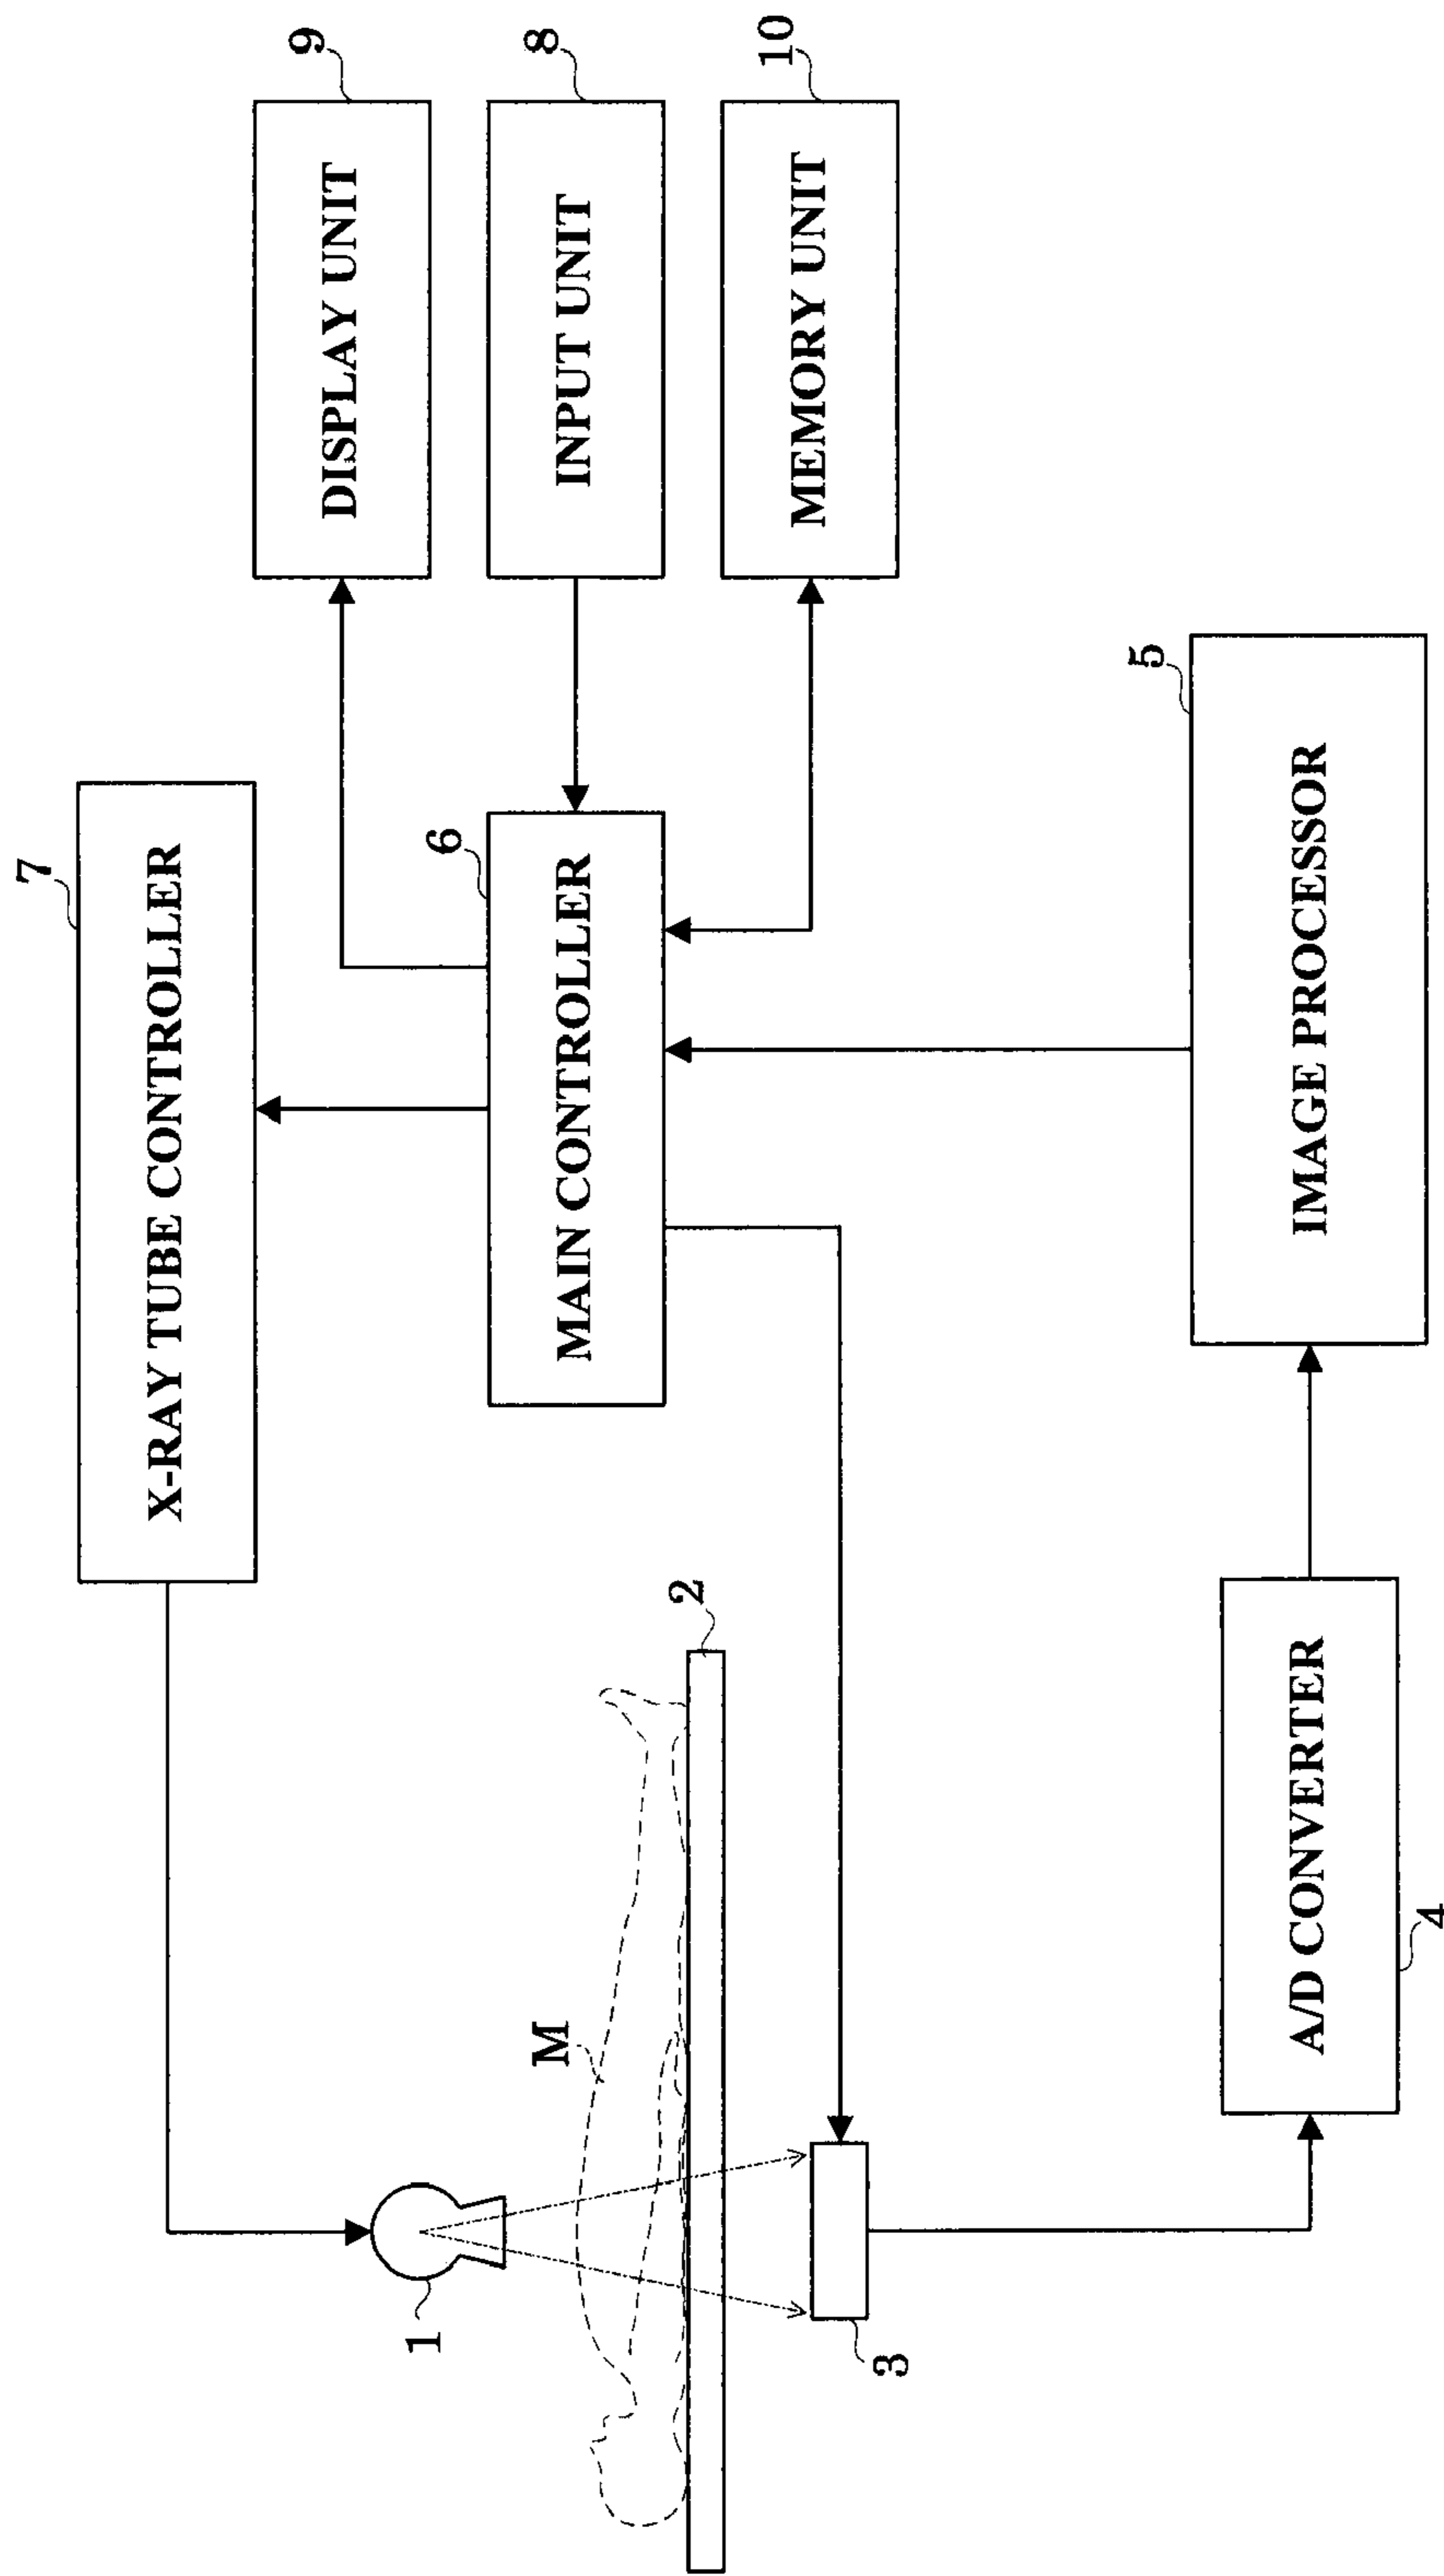 7
X-RAY TUBE CONTROLLER
9
DISPLAY UNIT
1
6
MAIN CONTROLLER
8
INPUT UNIT
M
2
10
MEMORY UNIT
3
5
IMAGE PROCESSOR
A/D CONVERTER
4